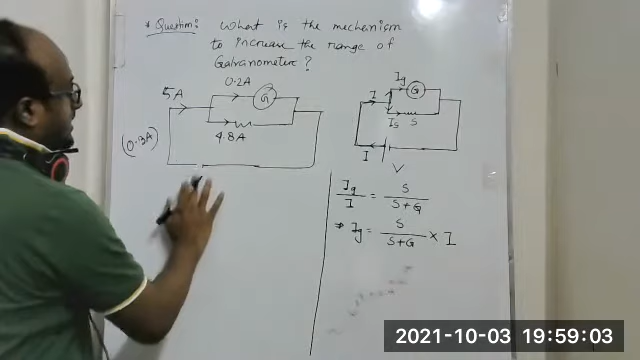 * Question: What is the mechanism
to increase the range of
Galvanometer?
5A
0.2A
G
4.8A
(0.3A)
Ig
G
I
Is
S
I
V
Ig/I = S/(S+G)
⇒ Ig = S/(S+G) × I
2021-10-03 19:59:03